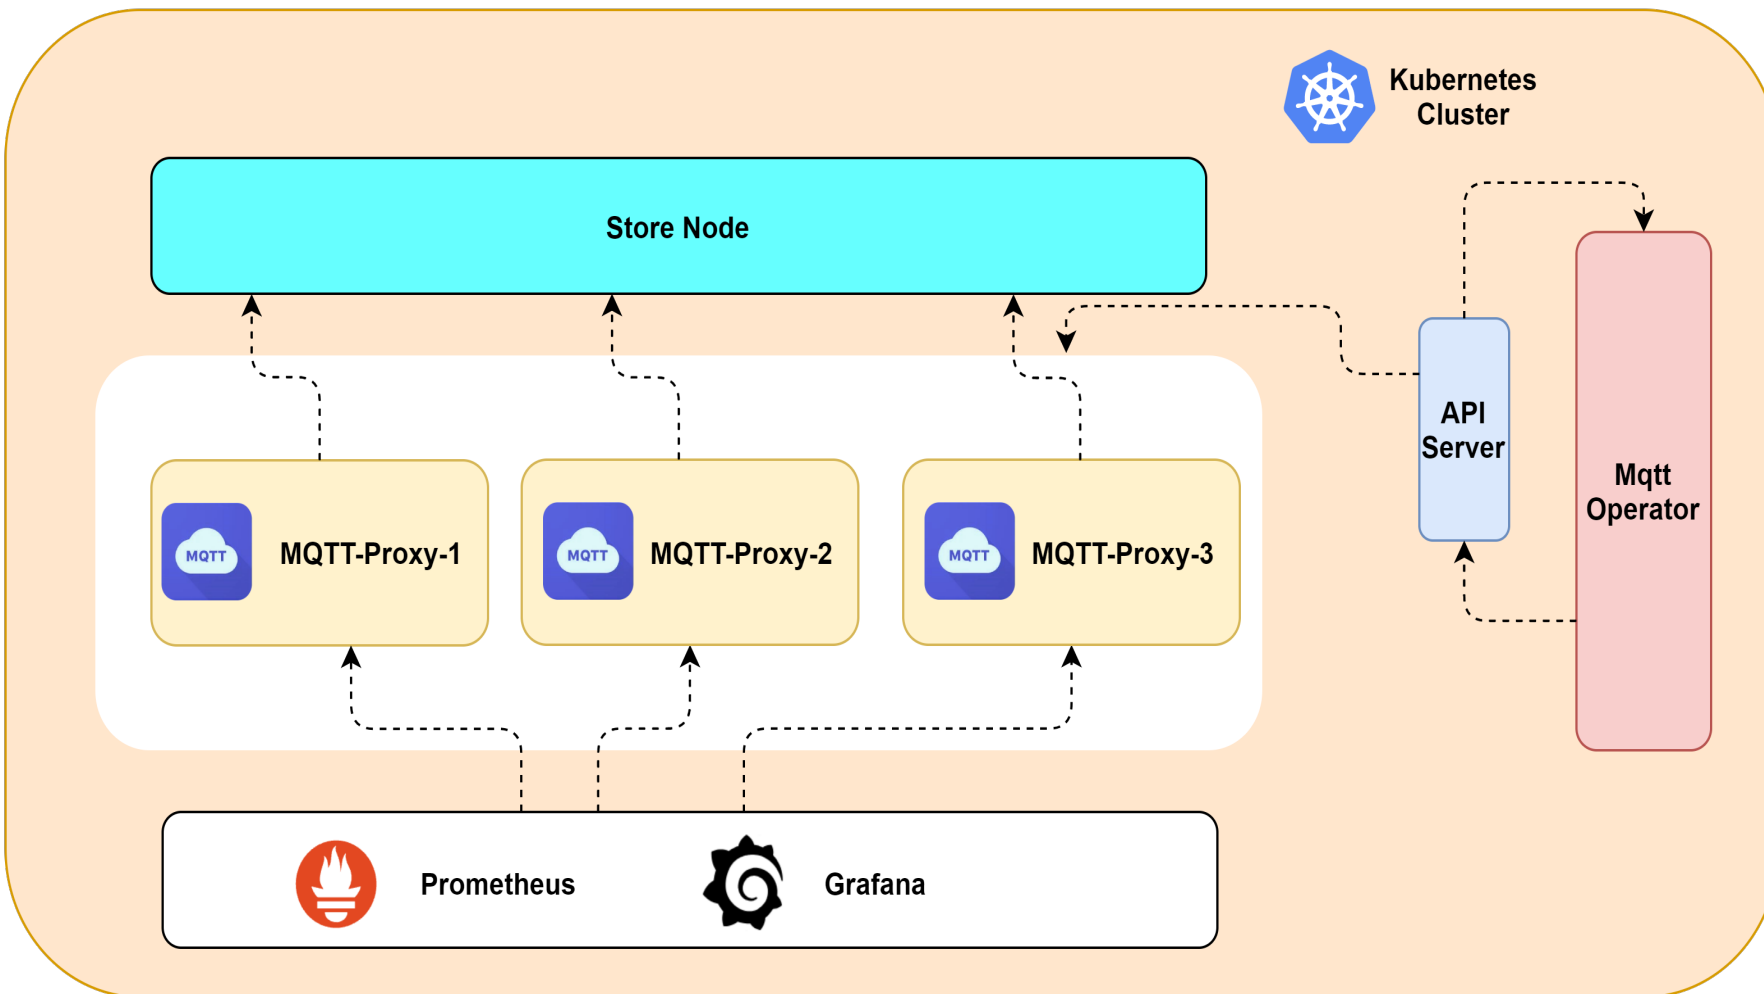 Kubernetes
Cluster
Store Node
API
Server
Mqtt
Operator
MQTT
MQTT-Proxy-1
MQTT
MQTT-Proxy-2
MQTT
MQTT-Proxy-3
Prometheus
Grafana